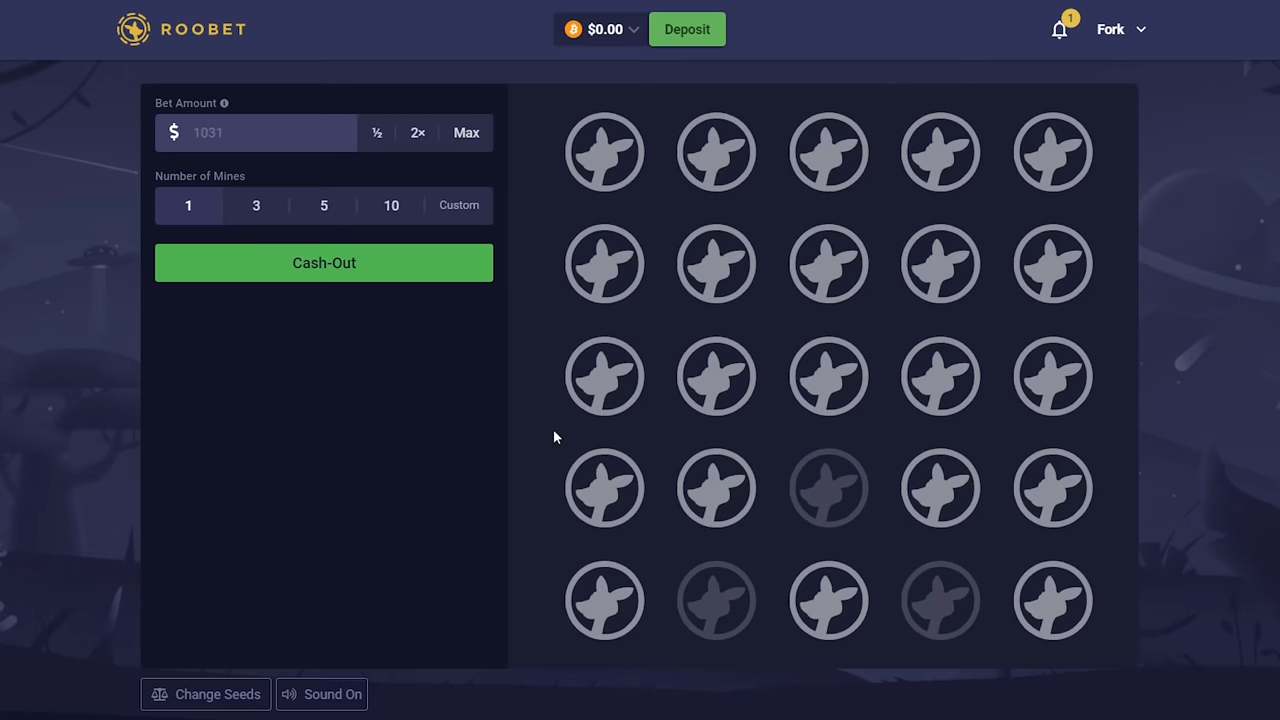 ROOBET
$0.00
Deposit
1
Fork
Bet Amount
$ 1031 ½ 2× Max
Number of Mines
1 3 5 10 Custom
Cash-Out
Change Seeds
Sound On